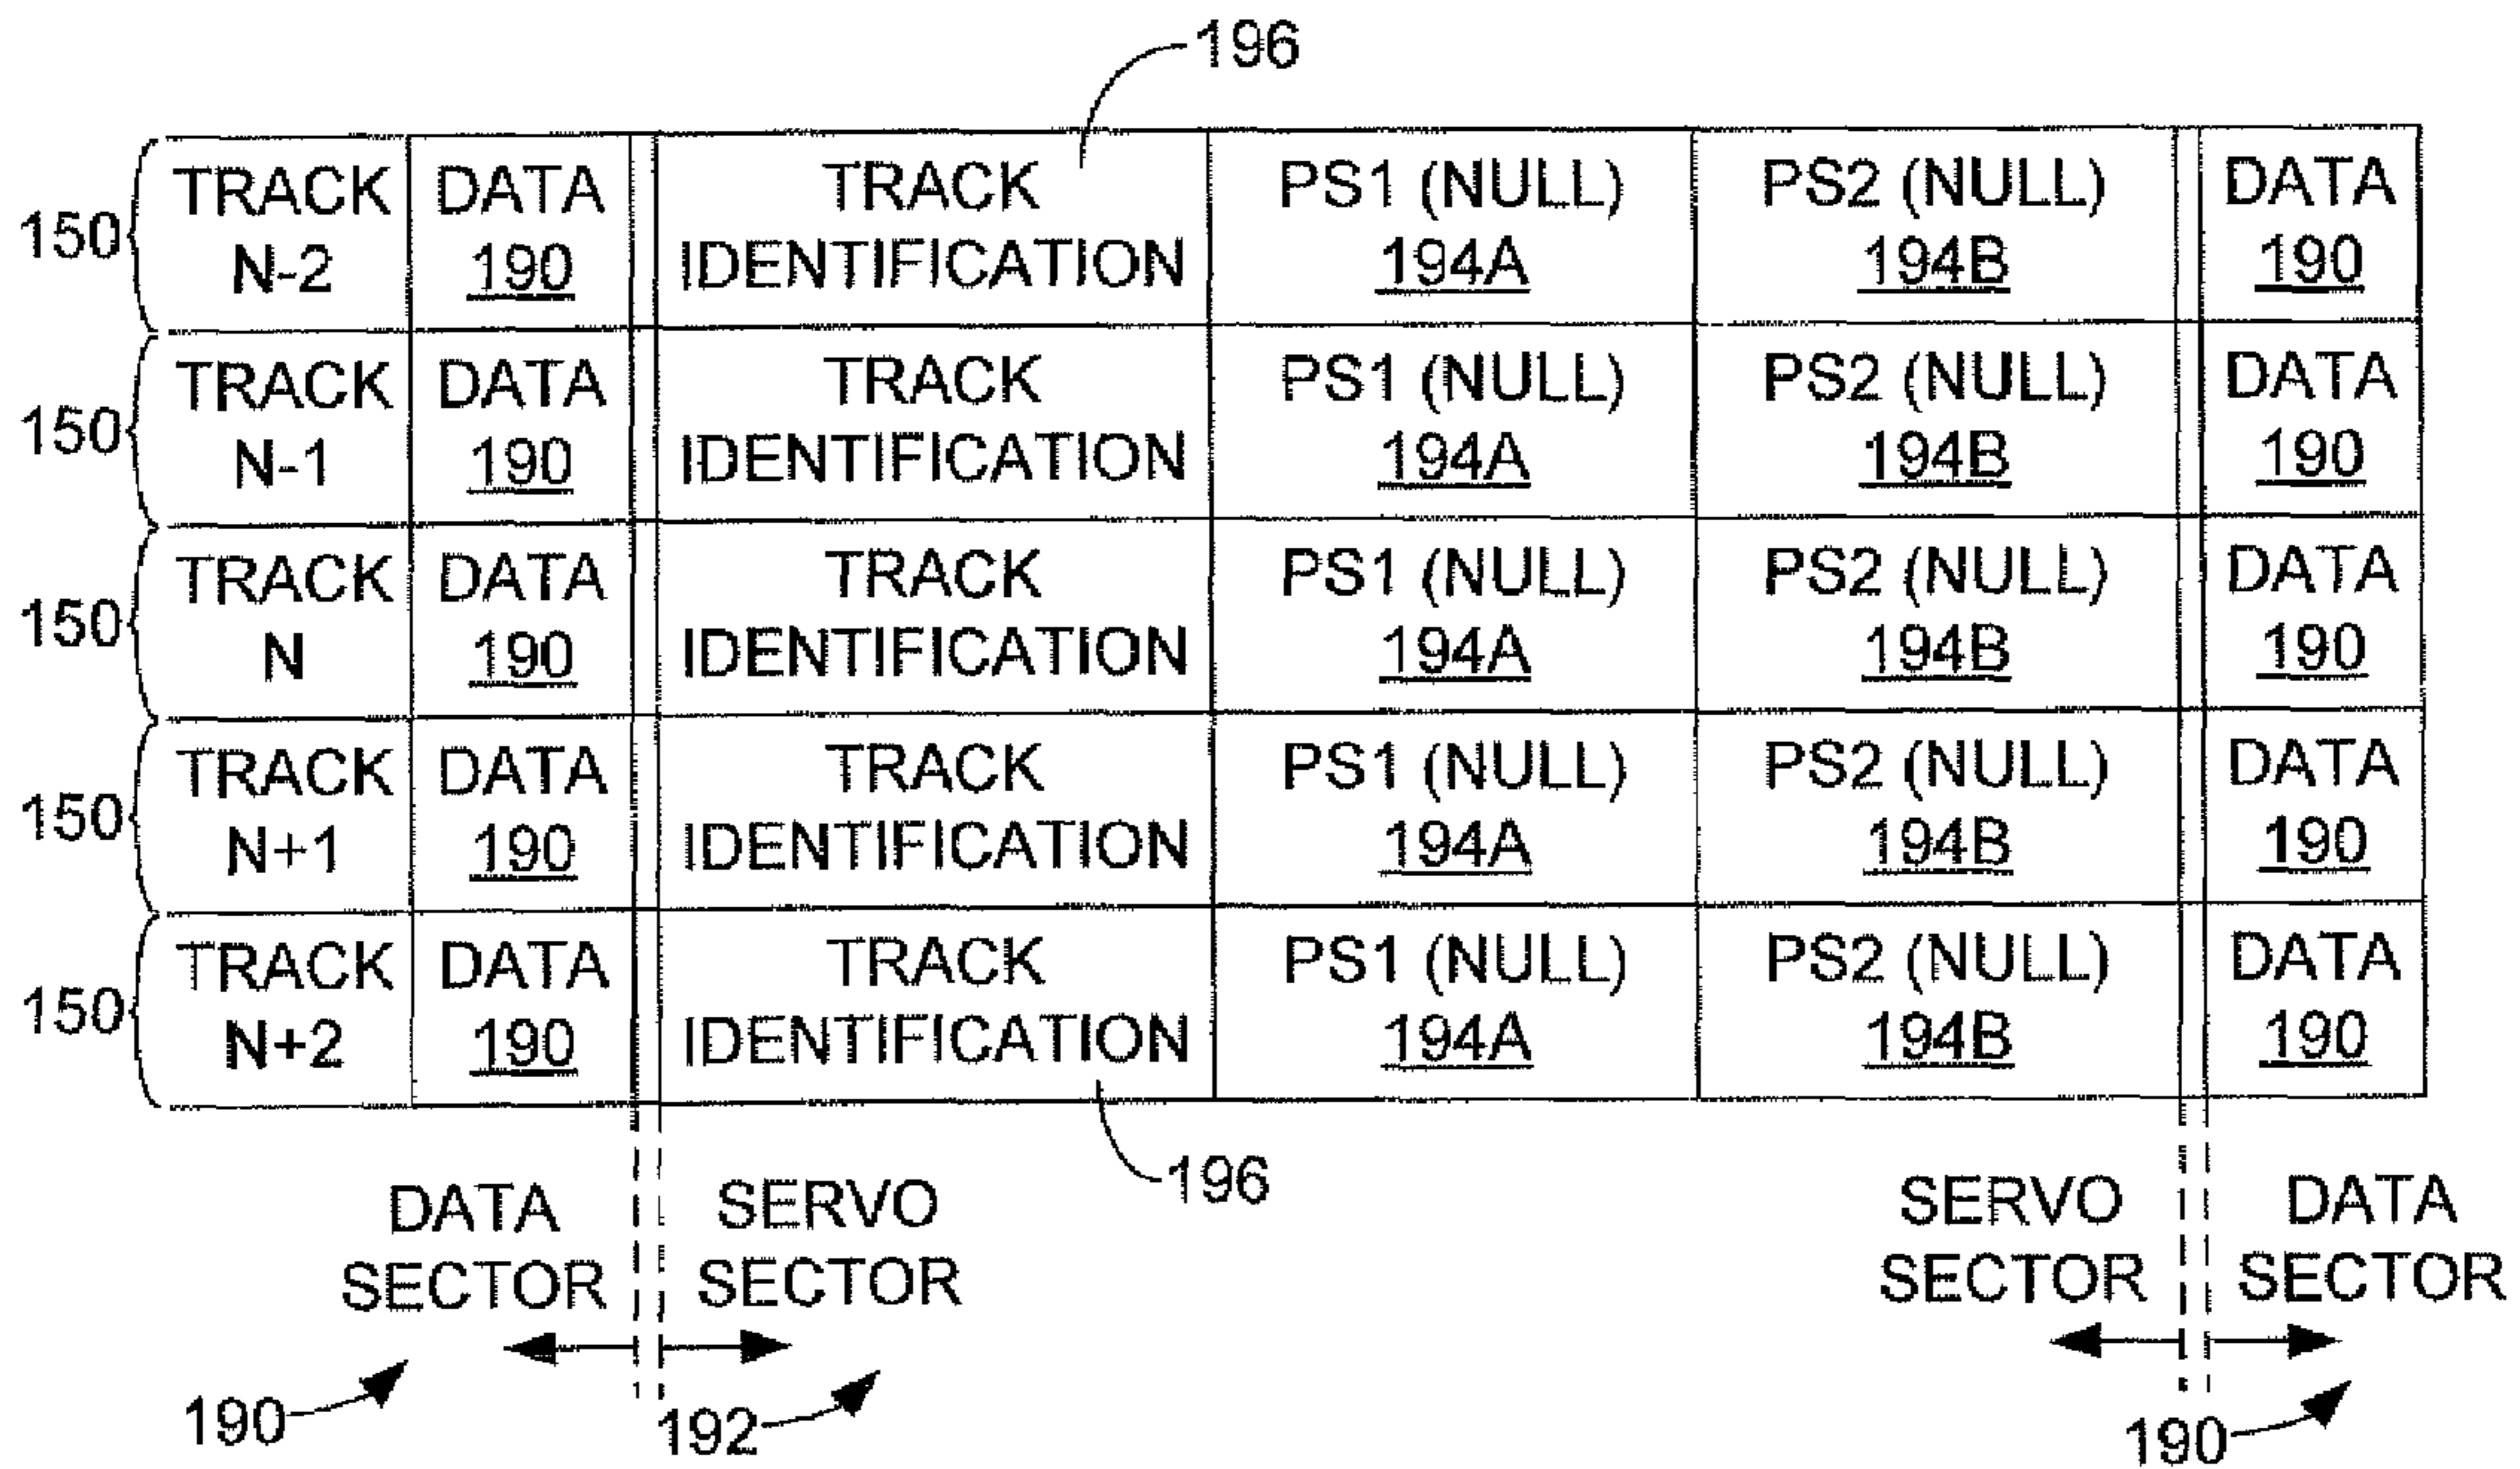 196
150 TRACK DATA TRACK PS1 (NULL) PS2 (NULL) DATA
N-2 190 IDENTIFICATION 194A 194B 190
150 TRACK DATA TRACK PS1 (NULL) PS2 (NULL) DATA
N-1 190 IDENTIFICATION 194A 194B 190
150 TRACK DATA TRACK PS1 (NULL) PS2 (NULL) DATA
N 190 IDENTIFICATION 194A 194B 190
150 TRACK DATA TRACK PS1 (NULL) PS2 (NULL) DATA
N+1 190 IDENTIFICATION 194A 194B 190
150 TRACK DATA TRACK PS1 (NULL) PS2 (NULL) DATA
N+2 190 IDENTIFICATION 194A 194B 190
196
DATA SERVO SERVO DATA
SECTOR SECTOR SECTOR SECTOR
190 192 190